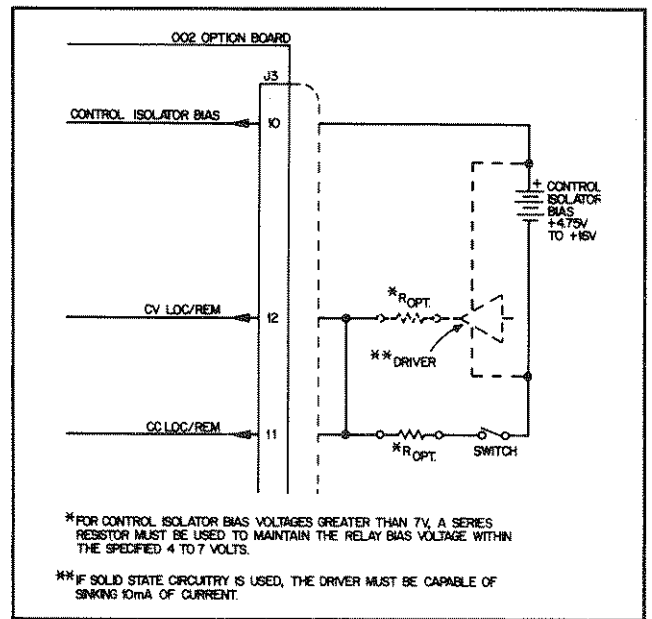 002 OPTION BOARD
J3
CONTROL ISOLATOR BIAS
10
+ CONTROL
ISOLATOR
BIAS
+4.75V
TO +16V
CV LOC/REM
12
*ROPT.
**DRIVER
CC LOC/REM
11
*ROPT.
SWITCH
*FOR CONTROL ISOLATOR BIAS VOLTAGES GREATER THAN 7V, A SERIES
RESISTOR MUST BE USED TO MAINTAIN THE RELAY BIAS VOLTAGE WITHIN
THE SPECIFIED 4 TO 7 VOLTS.
**IF SOLID STATE CIRCUITRY IS USED, THE DRIVER MUST BE CAPABLE OF
SINKING 10mA OF CURRENT.